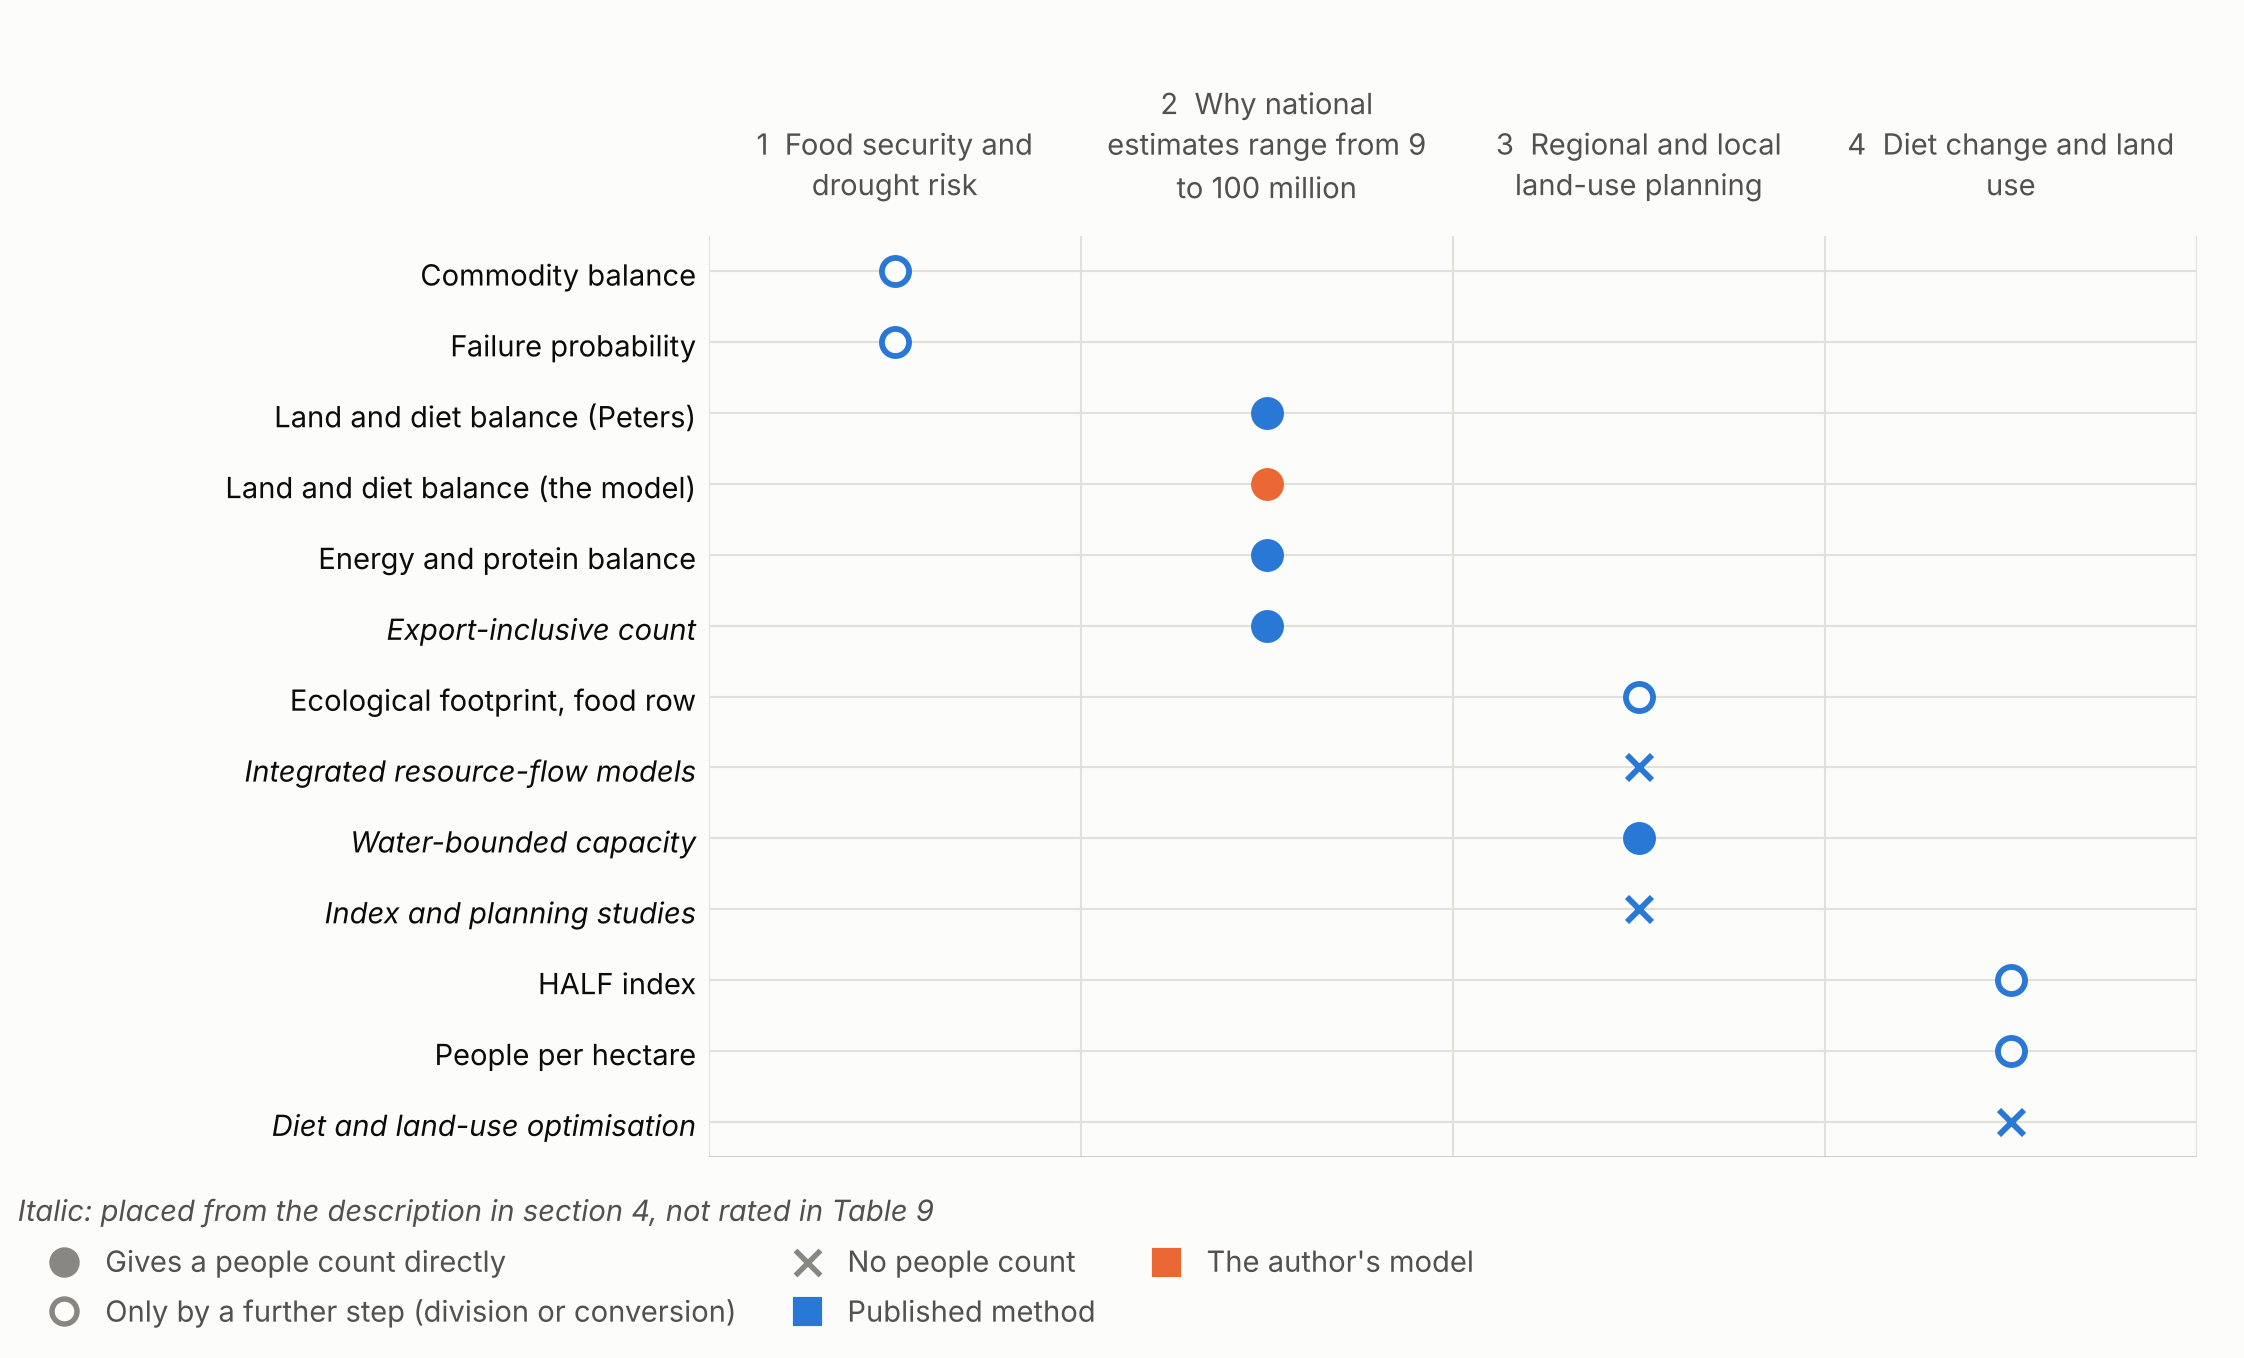 2 Why national
estimates range from 9
to 100 million
1 Food security and
drought risk
3 Regional and local
land-use planning
4 Diet change and land
use
Commodity balance
Failure probability
Land and diet balance (Peters)
Land and diet balance (the model)
Energy and protein balance
Export-inclusive count
Ecological footprint, food row
Integrated resource-flow models
Water-bounded capacity
Index and planning studies
HALF index
People per hectare
Diet and land-use optimisation
Italic: placed from the description in section 4, not rated in Table 9
Gives a people count directly
No people count
The author's model
Only by a further step (division or conversion)
Published method